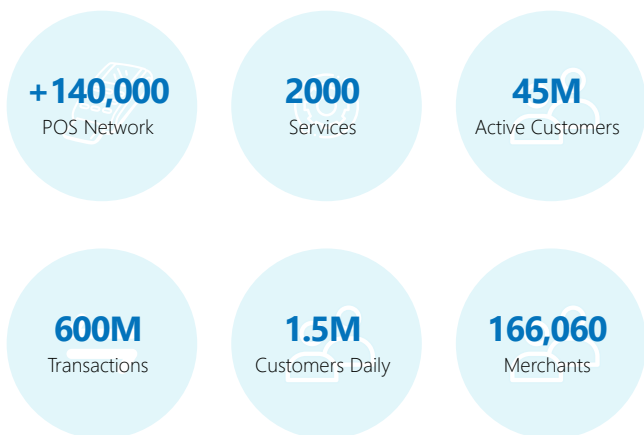 +140,000
POS Network
2000
Services
45M
Active Customers
600M
Transactions
1.5M
Customers Daily
166,060
Merchants